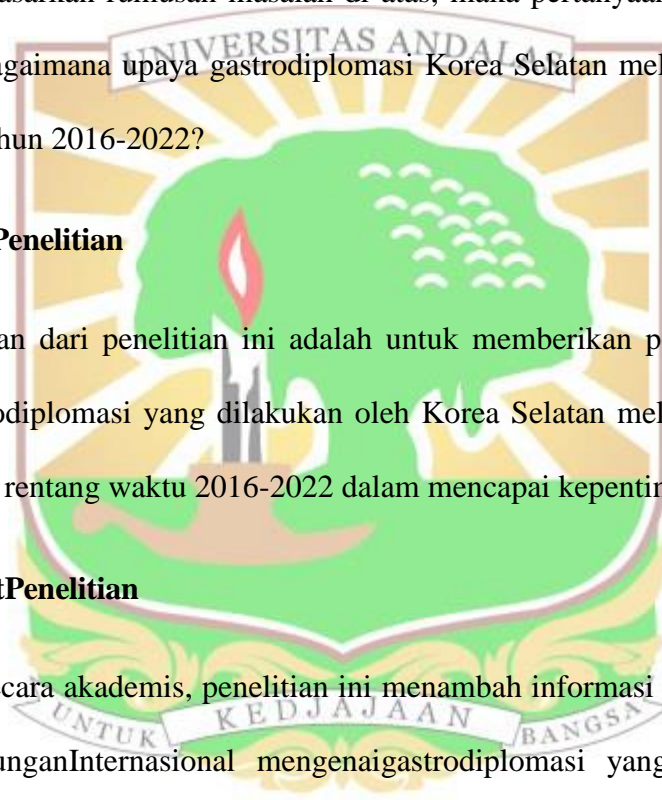 sarkan rumusan masalah di atas, maka pertanyaan
UNIVERSITAS ANDALAS
agaimana upaya gastrodiplomasi Korea Selatan mel
hun 2016-2022?
Penelitian
an dari penelitian ini adalah untuk memberikan p
odiplomasi yang dilakukan oleh Korea Selatan mel
rentang waktu 2016-2022 dalam mencapai kepentin
tPenelitian
cara akademis, penelitian ini menambah informasi
UNTUK KEDJAJAAN BANGSA
unganInternasional mengenaigastrodiplomasi yang